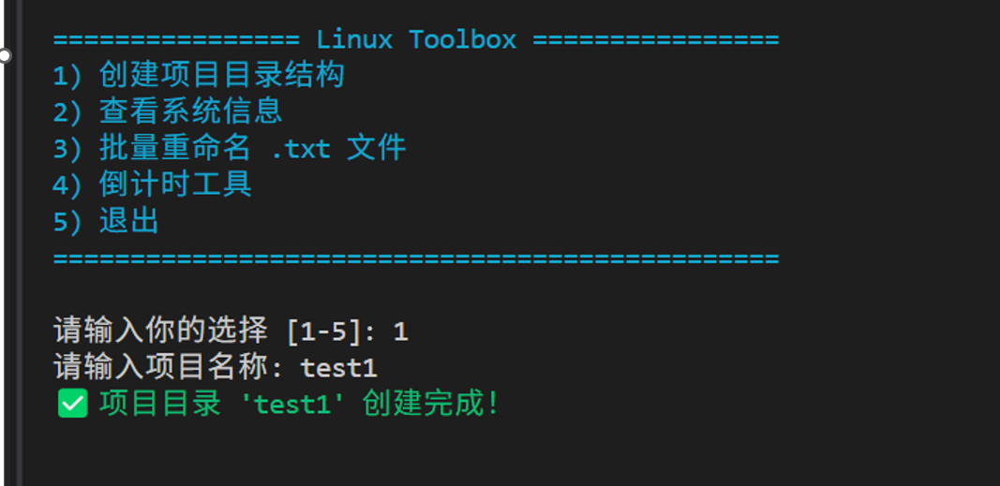 ================ Linux Toolbox ================
1) 创建项目目录结构
2) 查看系统信息
3) 批量重命名 .txt 文件
4) 倒计时工具
5) 退出
===============================================
请输入你的选择 [1-5]: 1
请输入项目名称: test1
✅ 项目目录 'test1' 创建完成!